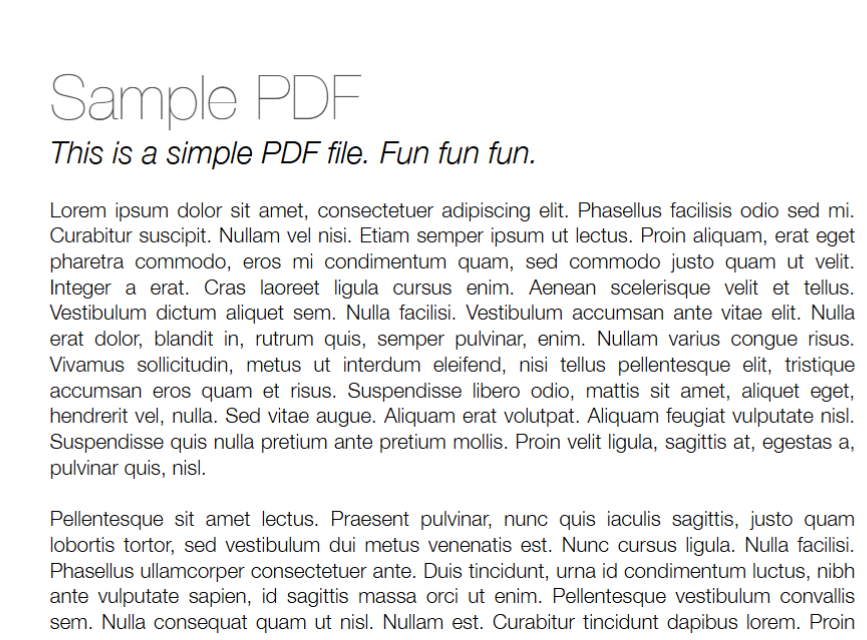 Sample PDF
This is a simple PDF file. Fun fun fun.
Lorem ipsum dolor sit amet, consectetuer adipiscing elit. Phasellus facilisis odio sed mi.
Curabitur suscipit. Nullam vel nisi. Etiam semper ipsum ut lectus. Proin aliquam, erat eget
pharetra commodo, eros mi condimentum quam, sed commodo justo quam ut velit.
Integer a erat. Cras laoreet ligula cursus enim. Aenean scelerisque velit et tellus.
Vestibulum dictum aliquet sem. Nulla facilisi. Vestibulum accumsan ante vitae elit. Nulla
erat dolor, blandit in, rutrum quis, semper pulvinar, enim. Nullam varius congue risus.
Vivamus sollicitudin, metus ut interdum eleifend, nisi tellus pellentesque elit, tristique
accumsan eros quam et risus. Suspendisse libero odio, mattis sit amet, aliquet eget,
hendrerit vel, nulla. Sed vitae augue. Aliquam erat volutpat. Aliquam feugiat vulputate nisl.
Suspendisse quis nulla pretium ante pretium mollis. Proin velit ligula, sagittis at, egestas a,
pulvinar quis, nisl.
Pellentesque sit amet lectus. Praesent pulvinar, nunc quis iaculis sagittis, justo quam
lobortis tortor, sed vestibulum dui metus venenatis est. Nunc cursus ligula. Nulla facilisi.
Phasellus ullamcorper consectetuer ante. Duis tincidunt, urna id condimentum luctus, nibh
ante vulputate sapien, id sagittis massa orci ut enim. Pellentesque vestibulum convallis
sem. Nulla consequat quam ut nisl. Nullam est. Curabitur tincidunt dapibus lorem. Proin